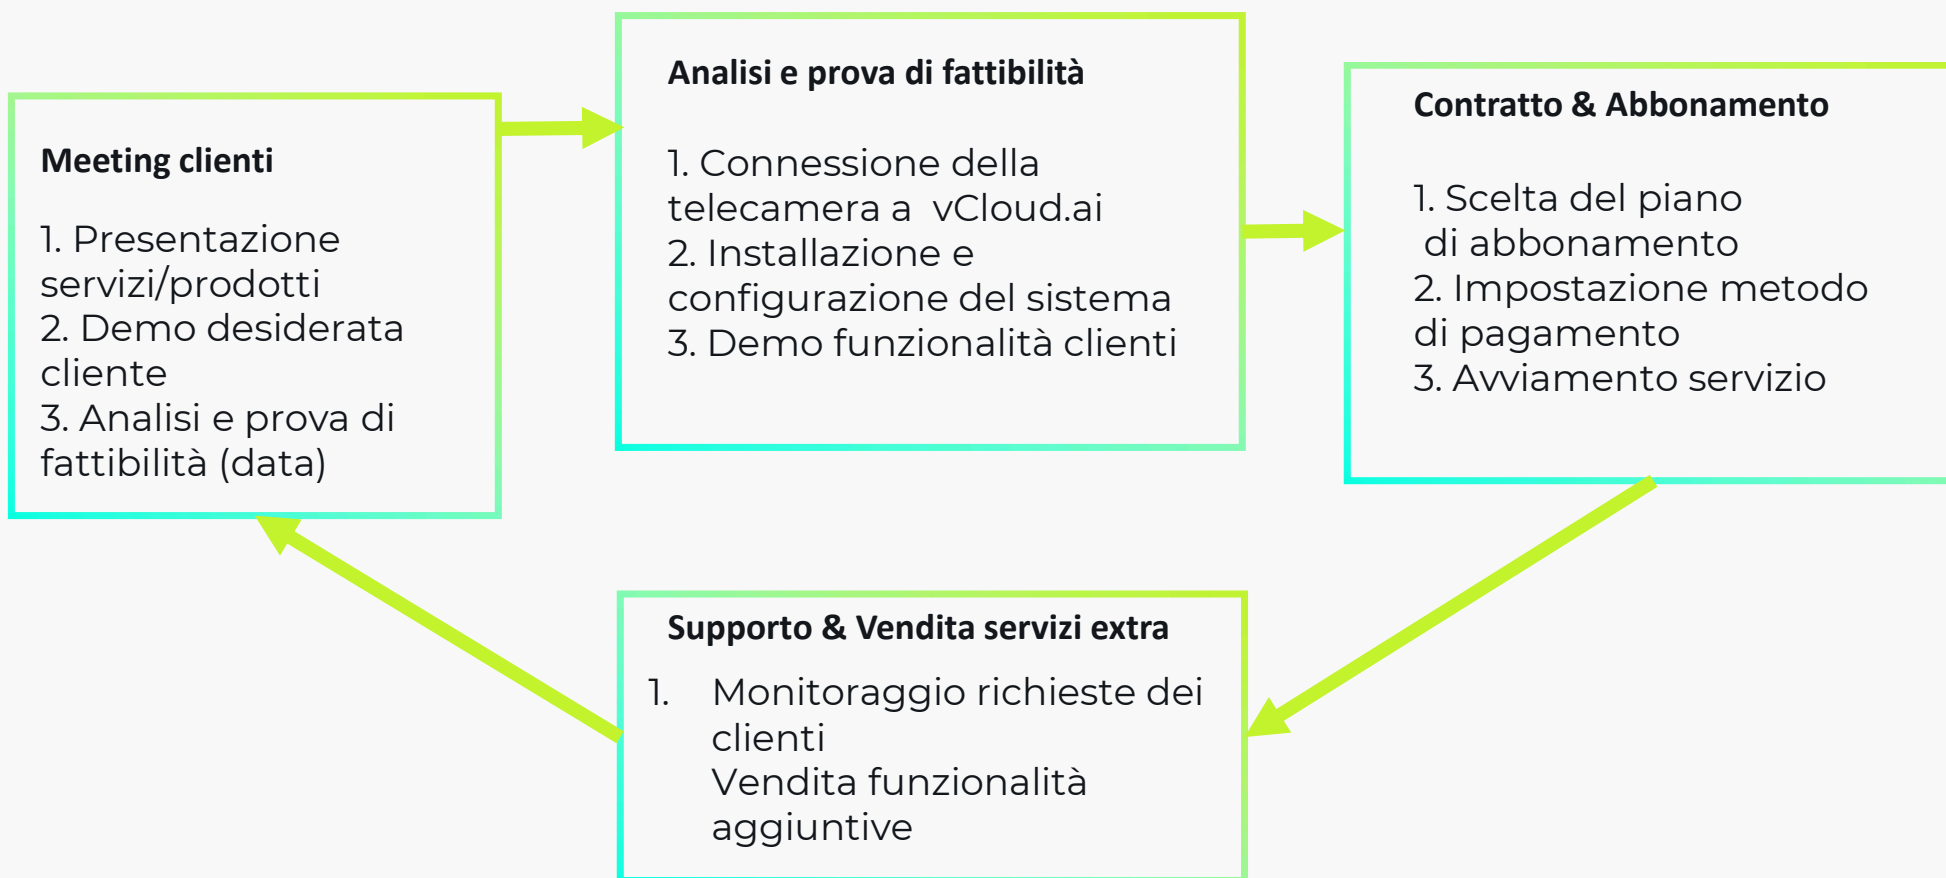 Meeting clienti
1. Presentazione
servizi/prodotti
2. Demo desiderata
cliente
3. Analisi e prova di
fattibilità (data)
Analisi e prova di fattibilità
1. Connessione della
telecamera a vCloud.ai
2. Installazione e
configurazione del sistema
3. Demo funzionalità clienti
Contratto & Abbonamento
1. Scelta del piano
di abbonamento
2. Impostazione metodo
di pagamento
3. Avviamento servizio
Supporto & Vendita servizi extra
1. Monitoraggio richieste dei
clienti
Vendita funzionalità
aggiuntive